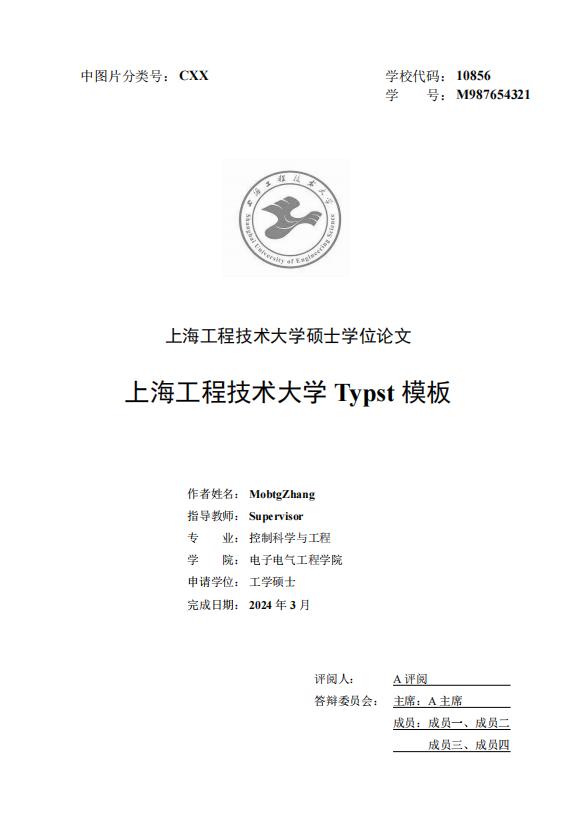 中图片分类号：CXX
学校代码：10856
学　　号：M987654321
上海工程技术大学
Shanghai University of Engineering Science
上海工程技术大学硕士学位论文
上海工程技术大学 Typst 模板
作者姓名：MobtgZhang
指导教师：Supervisor
专　　业：控制科学与工程
学　　院：电子电气工程学院
申请学位：工学硕士
完成日期：2024 年 3 月
评阅人：A 评阅
答辩委员会：主席：A 主席
成员：成员一、成员二
成员三、成员四